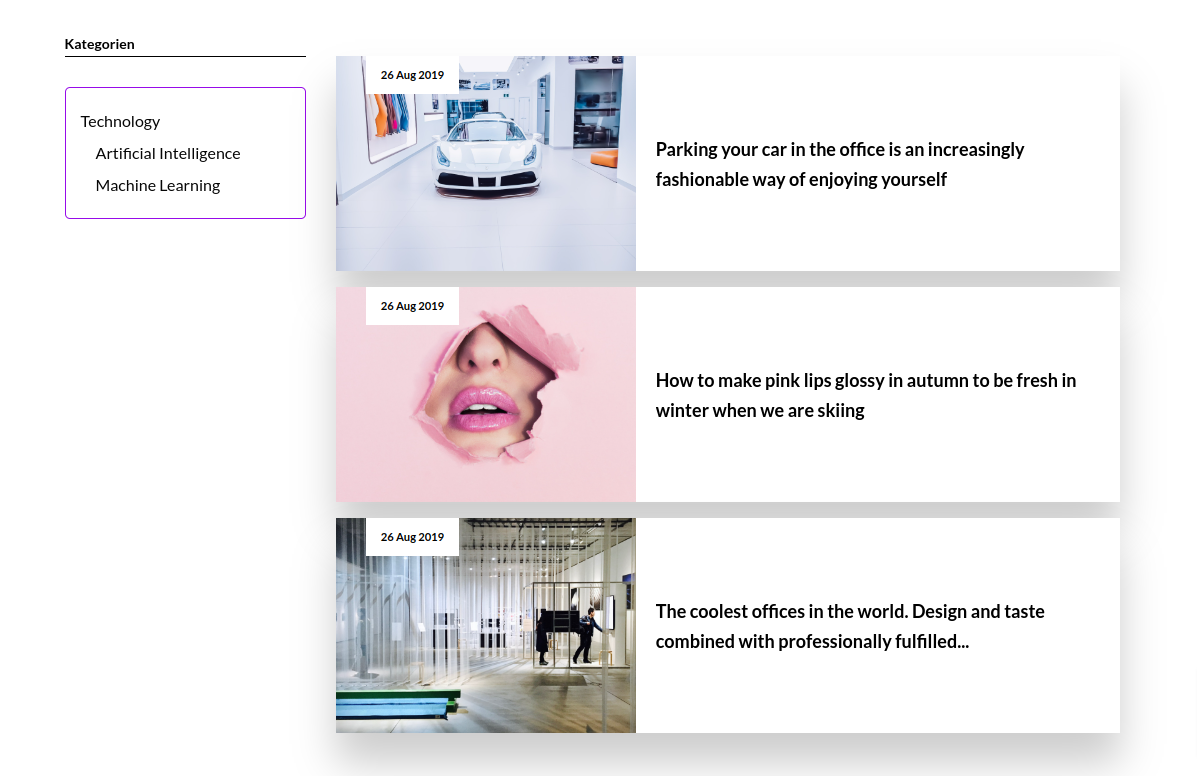 Kategorien
Technology
Artificial Intelligence
Machine Learning
26 Aug 2019
Parking your car in the office is an increasingly
fashionable way of enjoying yourself
26 Aug 2019
How to make pink lips glossy in autumn to be fresh in
winter when we are skiing
26 Aug 2019
The coolest offices in the world. Design and taste
combined with professionally fulfilled...